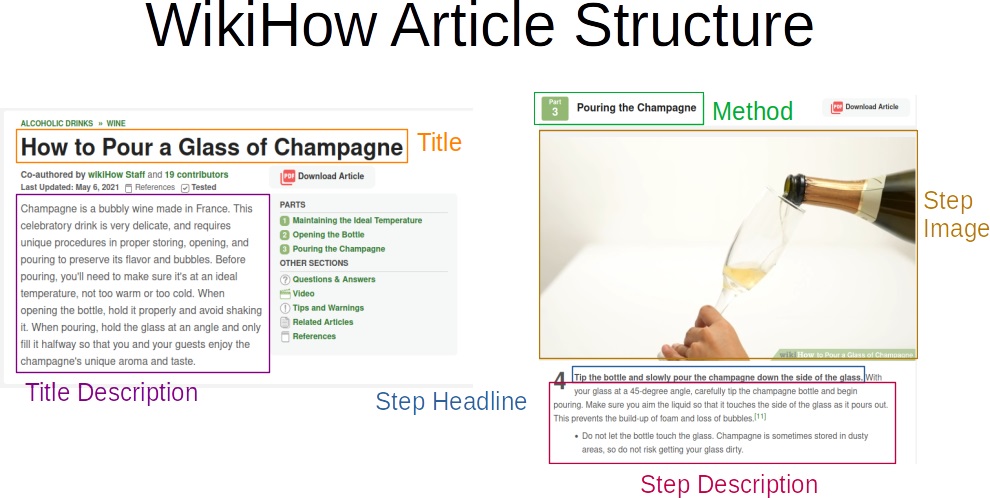 WikiHow Article Structure
ALCOHOLIC DRINKS » WINE
How to Pour a Glass of Champagne
Title
Co-authored by wikiHow Staff and 19 contributors
Last Updated: May 6, 2021 References Tested
PDF Download Article
Champagne is a bubbly wine made in France. This
celebratory drink is very delicate, and requires
unique procedures in proper storing, opening, and
pouring to preserve its flavor and bubbles. Before
pouring, you'll need to make sure it's at an ideal
temperature, not too warm or too cold. When
opening the bottle, hold it properly and avoid shaking
it. When pouring, hold the glass at an angle and only
fill it halfway so that you and your guests enjoy the
champagne's unique aroma and taste.
Title Description
PARTS
1 Maintaining the Ideal Temperature
2 Opening the Bottle
3 Pouring the Champagne
OTHER SECTIONS
Questions & Answers
Video
Tips and Warnings
Related Articles
References
Part
3
Pouring the Champagne
Method
PDF Download Article
Step
Image
wikiHow to Pour a Glass of Champagne
Step Headline
4 Tip the bottle and slowly pour the champagne down the side of the glass. With
your glass at a 45-degree angle, carefully tip the champagne bottle and begin
pouring. Make sure you aim the liquid so that it touches the side of the glass as it pours out.
This prevents the build-up of foam and loss of bubbles.[11]
• Do not let the bottle touch the glass. Champagne is sometimes stored in dusty
areas, so do not risk getting your glass dirty.
Step Description